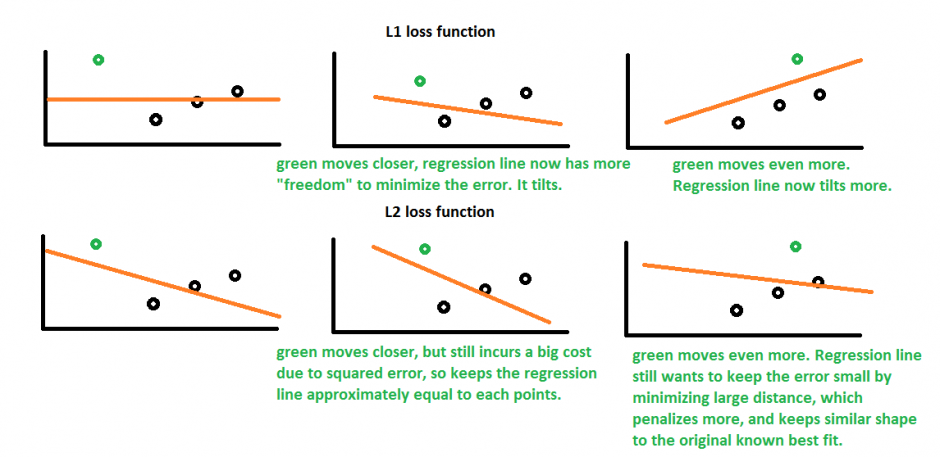 L1 loss function
green moves closer, regression line now has more
"freedom" to minimize the error. It tilts.
green moves even more.
Regression line now tilts more.
L2 loss function
green moves closer, but still incurs a big cost
due to squared error, so keeps the regression
line approximately equal to each points.
green moves even more. Regression line
still wants to keep the error small by
minimizing large distance, which
penalizes more, and keeps similar shape
to the original known best fit.